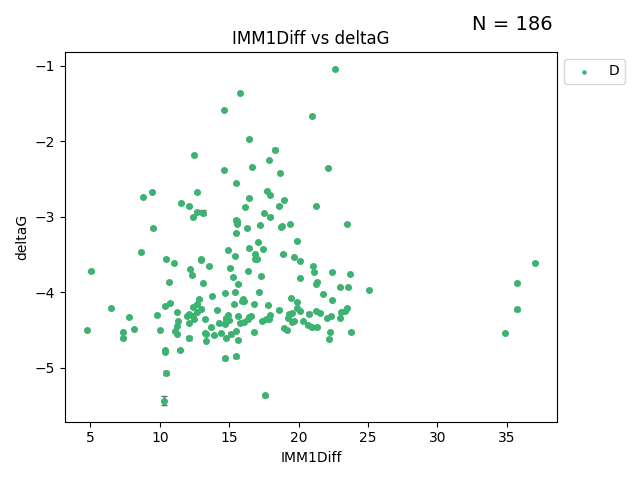 N = 186
IMM1Diff vs deltaG
D
deltaG
−1
−2
−3
−4
−5
5 10 15 20 25 30 35
IMM1Diff